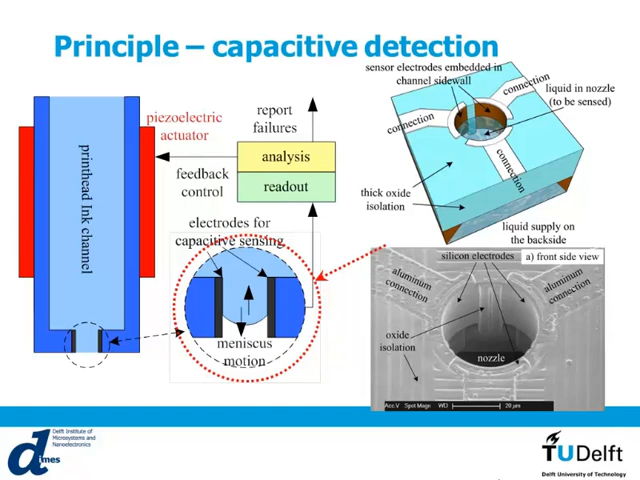 Principle – capacitive detection
printhead Ink channel
piezoelectric
actuator
report
failures
analysis
readout
feedback
control
electrodes for
capacitive sensing
meniscus
motion
sensor electrodes embedded in
channel sidewall
connection
liquid in nozzle
(to be sensed)
connection
connection
thick oxide
isolation
liquid supply on
the backside
silicon electrodes
a) front side view
aluminum
connection
aluminum
connection
oxide
isolation
nozzle
Acc.V Spot Magn WD 20 µm
Delft Institute of
Microsystems and
Nanoelectronics
dimes
TUDelft
Delft University of Technology